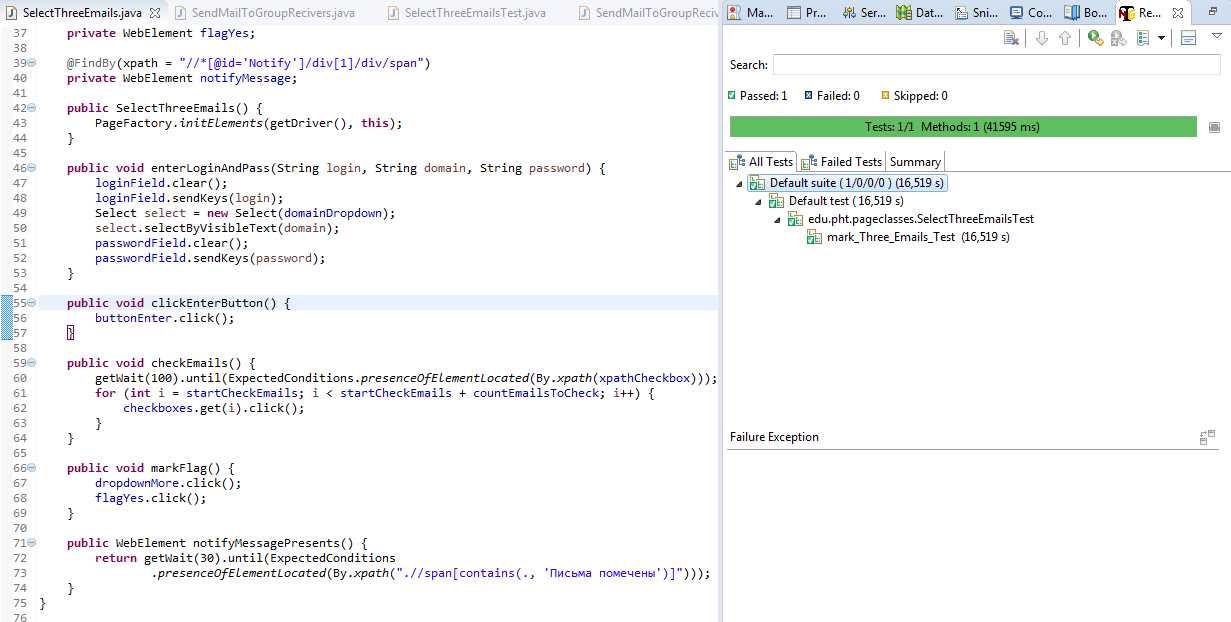 SelectThreeEmails.java
SendMailToGroupRecivers.java
SelectThreeEmailsTest.java
SendMailToGroupReciv
37 private WebElement flagYes;
38
39 @FindBy(xpath = "//*[@id='Notify']/div[1]/div/span")
40 private WebElement notifyMessage;
41
42 public SelectThreeEmails() {
43 PageFactory.initElements(getDriver(), this);
44 }
45
46 public void enterLoginAndPass(String login, String domain, String password) {
47 loginField.clear();
48 loginField.sendKeys(login);
49 Select select = new Select(domainDropdown);
50 select.selectByVisibleText(domain);
51 passwordField.clear();
52 passwordField.sendKeys(password);
53 }
54
55 public void clickEnterButton() {
56 buttonEnter.click();
57 }
58
59 public void checkEmails() {
60 getWait(100).until(ExpectedConditions.presenceOfElementLocated(By.xpath(xpathCheckbox)));
61 for (int i = startCheckEmails; i < startCheckEmails + countEmailsToCheck; i++) {
62 checkboxes.get(i).click();
63 }
64 }
65
66 public void markFlag() {
67 dropdownMore.click();
68 flagYes.click();
69 }
70
71 public WebElement notifyMessagePresents() {
72 return getWait(30).until(ExpectedConditions
73 .presenceOfElementLocated(By.xpath(".//span[contains(., 'Письма помечены')]")));
74 }
75 }
76
Ma...
Pr...
Ser...
Dat...
Sni...
Co...
Bo...
Re...
Search:
Passed: 1 Failed: 0 Skipped: 0
Tests: 1/1 Methods: 1 (41595 ms)
All Tests Failed Tests Summary
Default suite ( 1/0/0/0 ) (16,519 s)
Default test ( 16,519 s)
edu.pht.pageclasses.SelectThreeEmailsTest
mark_Three_Emails_Test (16,519 s)
Failure Exception